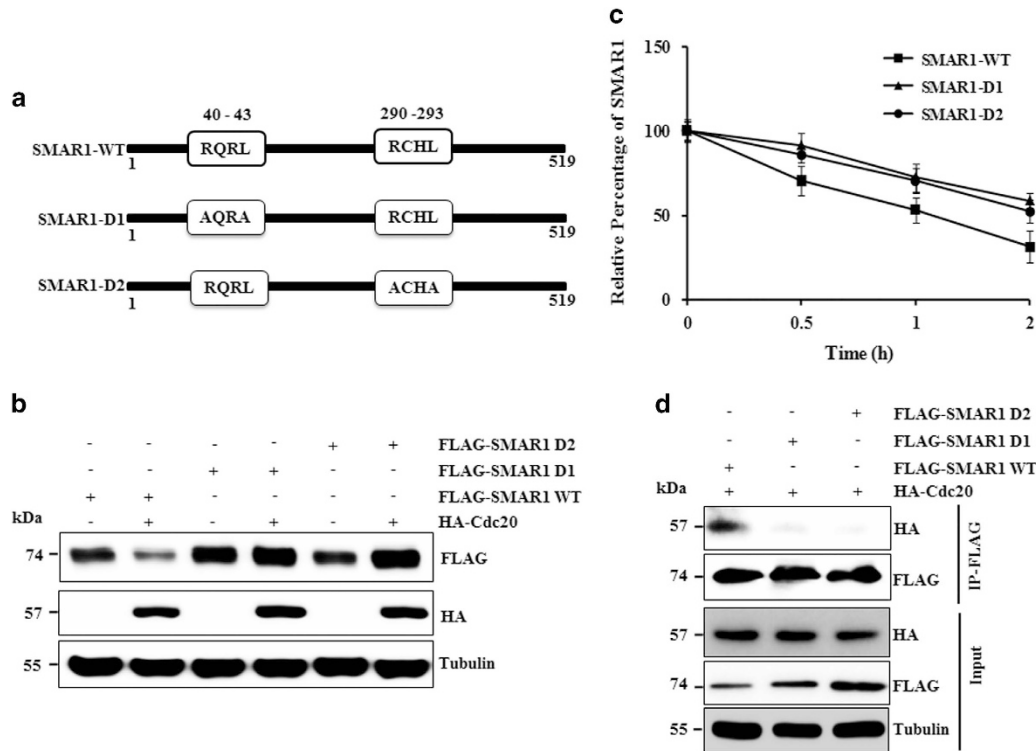 a
40 - 43 290 -293
SMAR1-WT RQRL RCHL
1 519
SMAR1-D1 AQRA RCHL
1 519
SMAR1-D2 RQRL ACHA
1 519
c
Relative Percentage of SMAR1
150
100
50
0
0 0.5 1 2
Time (h)
SMAR1-WT
SMAR1-D1
SMAR1-D2
b
- - - - + + FLAG-SMAR1 D2
- - + + - - FLAG-SMAR1 D1
+ + - - - - FLAG-SMAR1 WT
- + - + - + HA-Cdc20
kDa
74 FLAG
57 HA
55 Tubulin
d
- - + FLAG-SMAR1 D2
- + - FLAG-SMAR1 D1
+ - - FLAG-SMAR1 WT
+ + + HA-Cdc20
kDa
57 HA
74 FLAG
IP-FLAG
57 HA
74 FLAG
55 Tubulin
Input